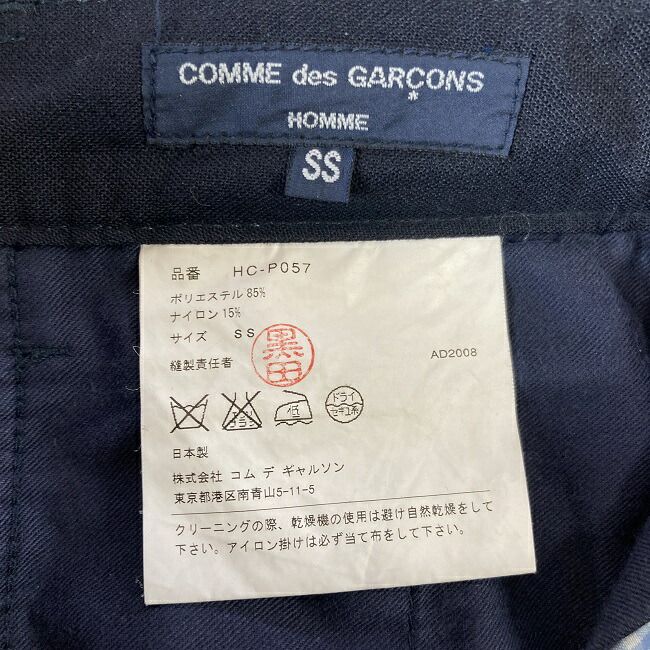 COMME des GARÇONS
HOMME
SS
品番 HC-P057
ポリエステル 85%
ナイロン 15%
サイズ SS
縫製責任者 黒田
AD2008
低
ドライ
セキユ系
日本製
株式会社 コム デ ギャルソン
東京都港区南青山5-11-5
クリーニングの際、乾燥機の使用は避け自然乾燥をして
下さい。アイロン掛けは必ず当て布をして下さい。